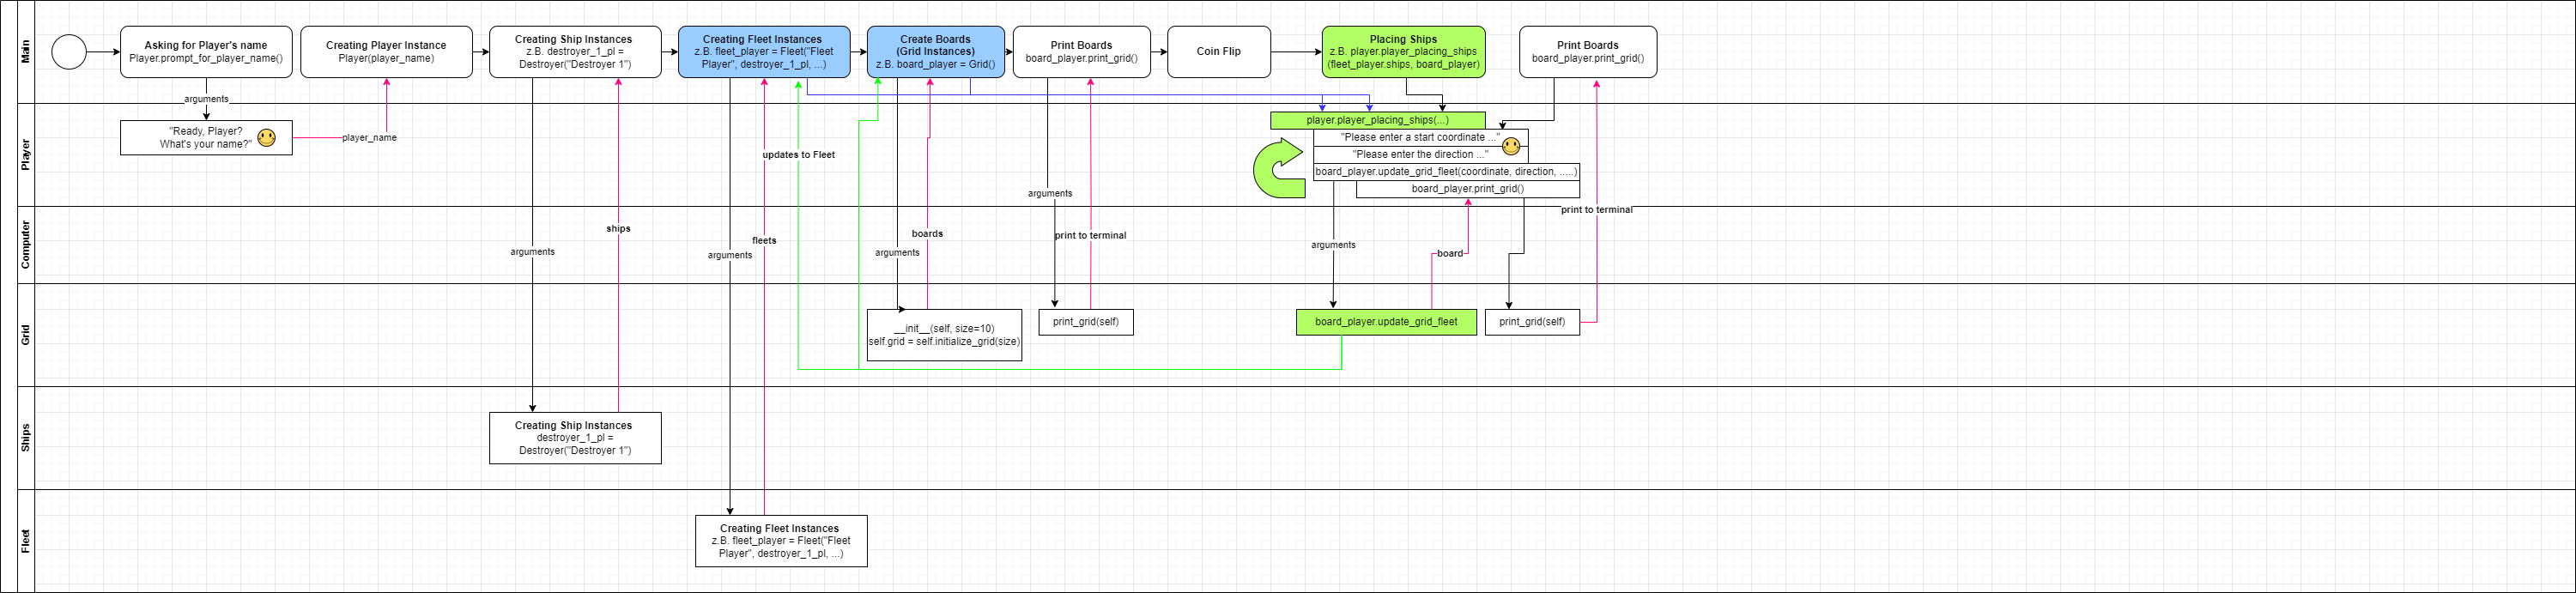 Main
Asking for Player's name
Player.prompt_for_player_name()
Creating Player Instance
Player(player_name)
Creating Ship Instances
z.B. destroyer_1_pl =
Destroyer("Destroyer 1")
Creating Fleet Instances
z.B. fleet_player = Fleet("Fleet
Player", destroyer_1_pl, ...)
Create Boards
(Grid Instances)
z.B. board_player = Grid()
Print Boards
board_player.print_grid()
Coin Flip
Placing Ships
z.B. player.player_placing_ships
(fleet_player.ships, board_player)
Print Boards
board_player.print_grid()
arguments
Player
"Ready, Player?
What's your name?"
player_name
updates to Fleet
arguments
player.player_placing_ships(...)
"Please enter a start coordinate ..."
"Please enter the direction ..."
board_player.update_grid_fleet(coordinate, direction, .....)
board_player.print_grid()
print to terminal
Computer
arguments
ships
arguments
fleets
arguments
boards
print to terminal
arguments
board
Grid
__init__(self, size=10)
self.grid = self.initialize_grid(size)
print_grid(self)
board_player.update_grid_fleet
print_grid(self)
Ships
Creating Ship Instances
destroyer_1_pl =
Destroyer("Destroyer 1")
Fleet
Creating Fleet Instances
z.B. fleet_player = Fleet("Fleet
Player", destroyer_1_pl, ...)